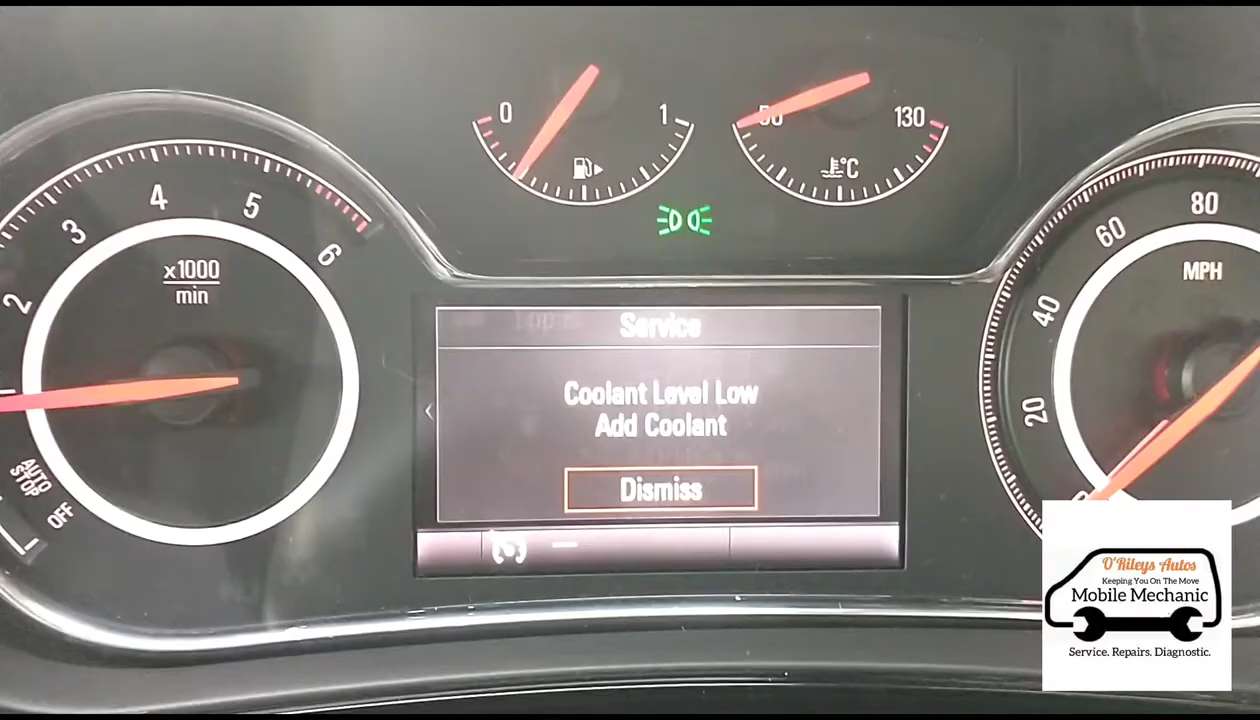 0
1
50
130
°C
2
3
4
5
6
x1000
min
AUTO
STOP
OFF
Service
Coolant Level Low
Add Coolant
Dismiss
80
60
MPH
40
20
O'Rileys Autos
Keeping You On The Move
Mobile Mechanic
Service. Repairs. Diagnostic.